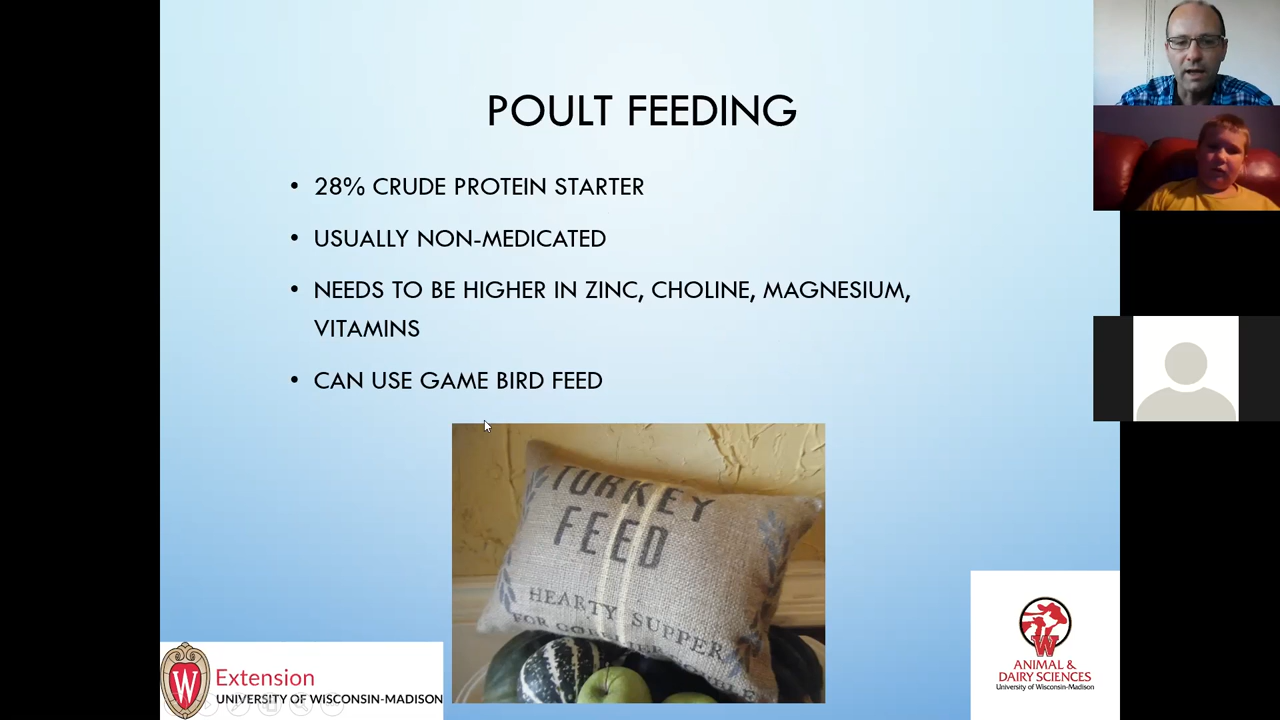 POULT FEEDING
• 28% CRUDE PROTEIN STARTER
• USUALLY NON-MEDICATED
• NEEDS TO BE HIGHER IN ZINC, CHOLINE, MAGNESIUM,
VITAMINS
• CAN USE GAME BIRD FEED
TURKEY
FEED
HEARTY SUPPER
FOR
W
Extension
UNIVERSITY OF WISCONSIN-MADISON
W
ANIMAL &
DAIRY SCIENCES
University of Wisconsin-Madison